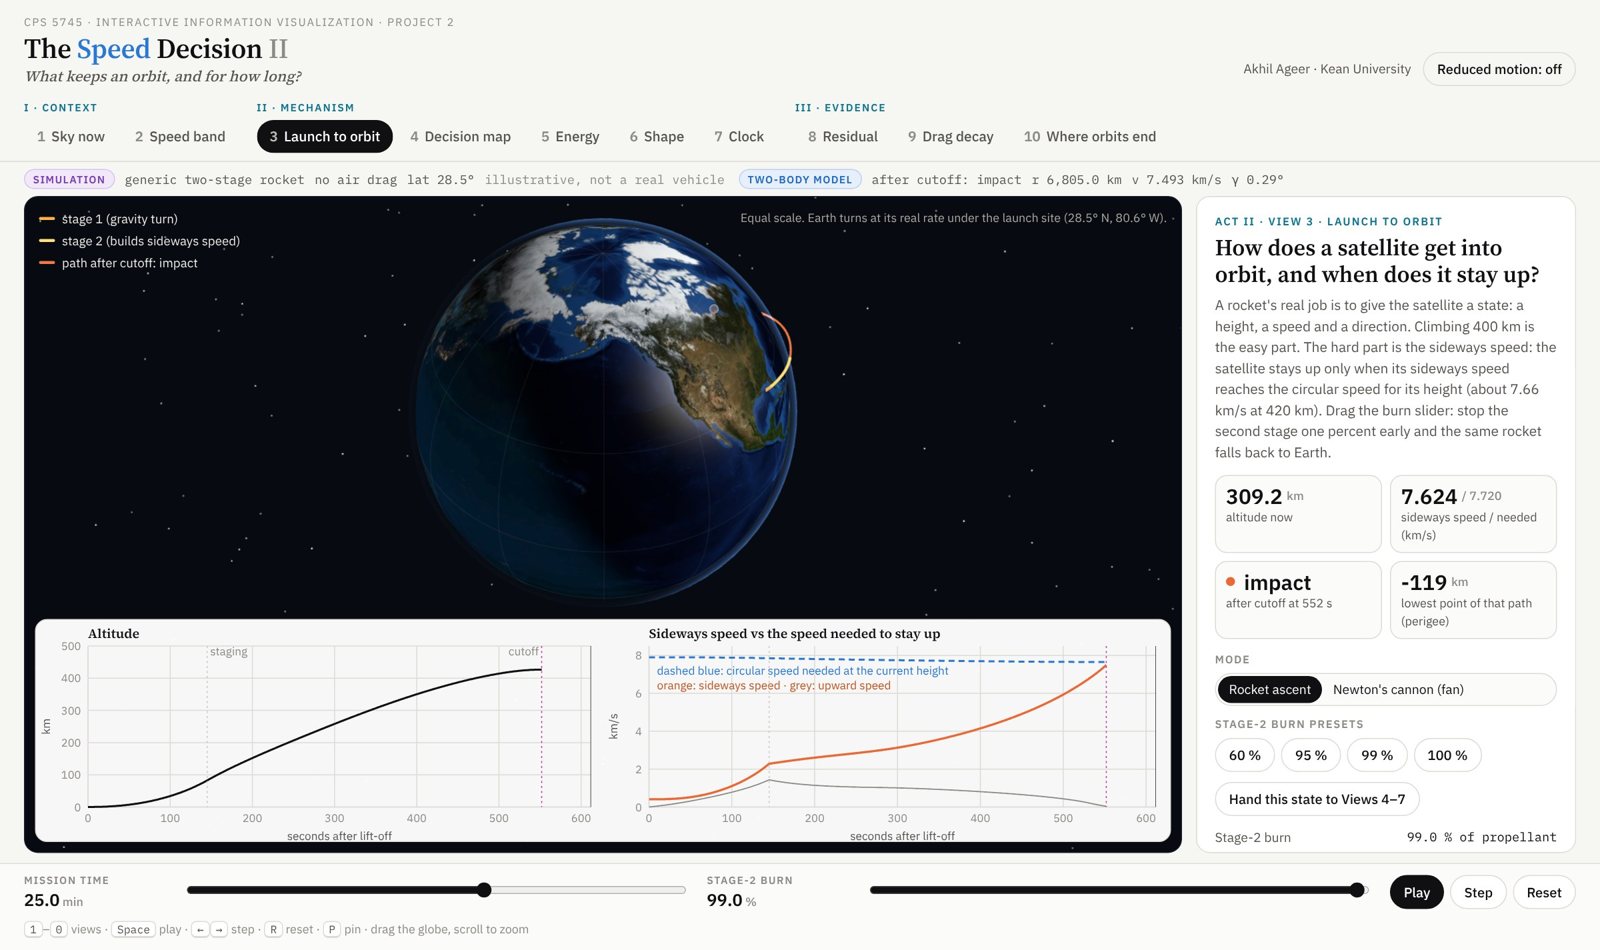 CPS 5745 · INTERACTIVE INFORMATION VISUALIZATION · PROJECT 2
The Speed Decision II
What keeps an orbit, and for how long?
Akhil Ageer · Kean University
Reduced motion: off
I · CONTEXT
II · MECHANISM
III · EVIDENCE
1 Sky now
2 Speed band
3 Launch to orbit
4 Decision map
5 Energy
6 Shape
7 Clock
8 Residual
9 Drag decay
10 Where orbits end
SIMULATION generic two-stage rocket no air drag lat 28.5° illustrative, not a real vehicle TWO-BODY MODEL after cutoff: impact r 6,805.0 km v 7.493 km/s γ 0.29°
stage 1 (gravity turn)
stage 2 (builds sideways speed)
path after cutoff: impact
Equal scale. Earth turns at its real rate under the launch site (28.5° N, 80.6° W).
Altitude
500
400
300
200
100
0
km
staging
cutoff
0 100 200 300 400 500 600
seconds after lift-off
Sideways speed vs the speed needed to stay up
8
6
4
2
0
km/s
dashed blue: circular speed needed at the current height
orange: sideways speed · grey: upward speed
0 100 200 300 400 500 600
seconds after lift-off
ACT II · VIEW 3 · LAUNCH TO ORBIT
How does a satellite get into
orbit, and when does it stay up?
A rocket's real job is to give the satellite a state: a
height, a speed and a direction. Climbing 400 km is
the easy part. The hard part is the sideways speed: the
satellite stays up only when its sideways speed
reaches the circular speed for its height (about 7.66
km/s at 420 km). Drag the burn slider: stop the
second stage one percent early and the same rocket
falls back to Earth.
309.2 km
altitude now
7.624 / 7.720
sideways speed / needed
(km/s)
impact
after cutoff at 552 s
-119 km
lowest point of that path
(perigee)
MODE
Rocket ascent
Newton's cannon (fan)
STAGE-2 BURN PRESETS
60 %
95 %
99 %
100 %
Hand this state to Views 4–7
Stage-2 burn
99.0 % of propellant
MISSION TIME
25.0 min
STAGE-2 BURN
99.0 %
Play
Step
Reset
1–0 views · Space play · ← → step · R reset · P pin · drag the globe, scroll to zoom